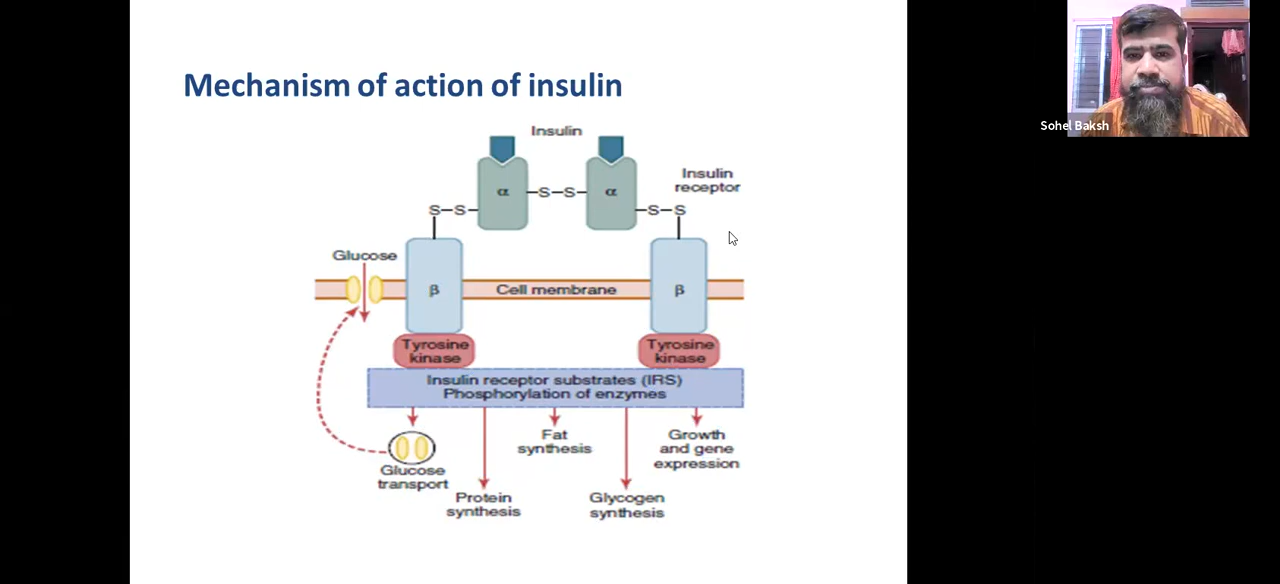 Mechanism of action of insulin
Sohel Baksh
Insulin
α
S–S
α
Insulin
receptor
S–S
S–S
Glucose
β
Cell membrane
β
Tyrosine
kinase
Tyrosine
kinase
Insulin receptor substrates (IRS)
Phosphorylation of enzymes
Glucose
transport
Protein
synthesis
Fat
synthesis
Glycogen
synthesis
Growth
and gene
expression